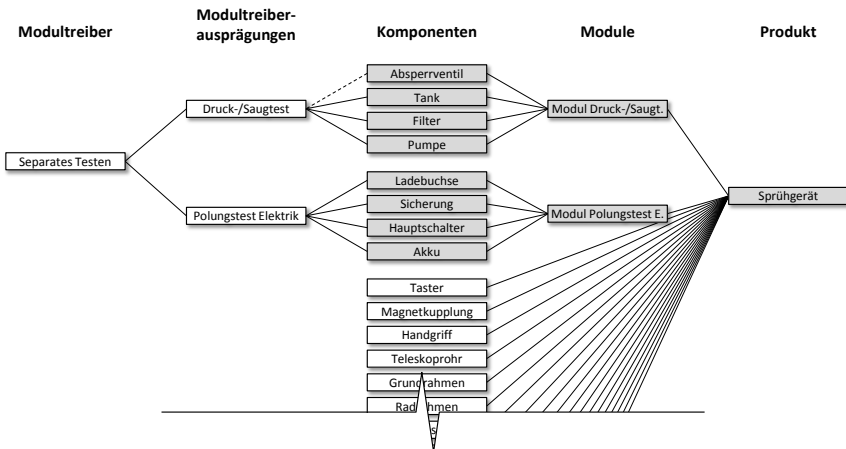 Modultreiber
Modultreiber-
ausprägungen
Komponenten
Module
Produkt
Absperrventil
Druck-/Saugtest
Tank
Modul Druck-/Saugt.
Filter
Pumpe
Separates Testen
Ladebuchse
Sprühgerät
Polungstest Elektrik
Sicherung
Modul Polungstest E.
Hauptschalter
Akku
Taster
Magnetkupplung
Handgriff
Teleskoprohr
Grundrahmen